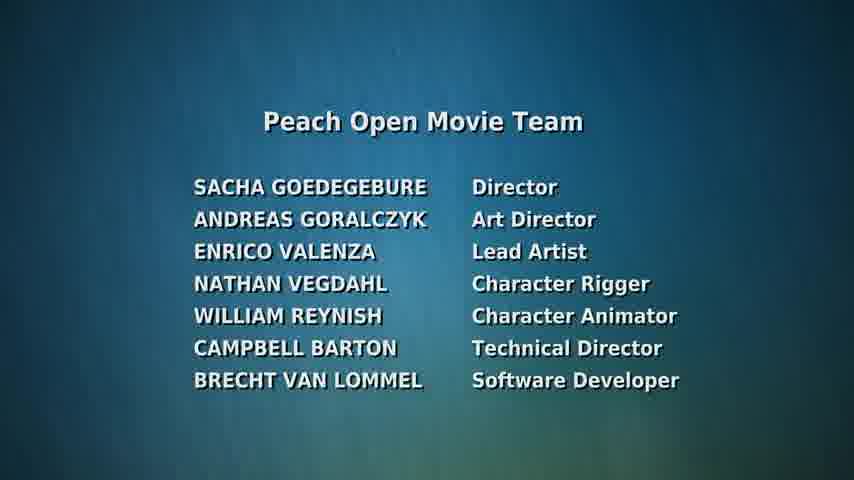 Peach Open Movie Team
SACHA GOEDEGEBURE Director
ANDREAS GORALCZYK Art Director
ENRICO VALENZA Lead Artist
NATHAN VEGDAHL Character Rigger
WILLIAM REYNISH Character Animator
CAMPBELL BARTON Technical Director
BRECHT VAN LOMMEL Software Developer